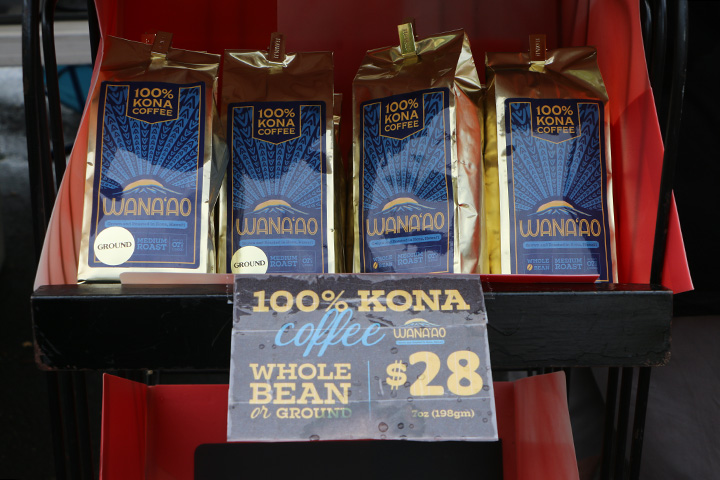 100%
KONA
COFFEE
WANA'AO
GROUND
MEDIUM
ROAST
100%
KONA
COFFEE
WANA'AO
GROUND
MEDIUM
ROAST
100%
KONA
COFFEE
WANA'AO
MEDIUM
ROAST
100%
KONA
COFFEE
WANA'AO
WHOLE
BEAN
MEDIUM
ROAST
100% KONA
coffee
WANA'AO
WHOLE
BEAN
or GROUND
$28
7oz (198gm)